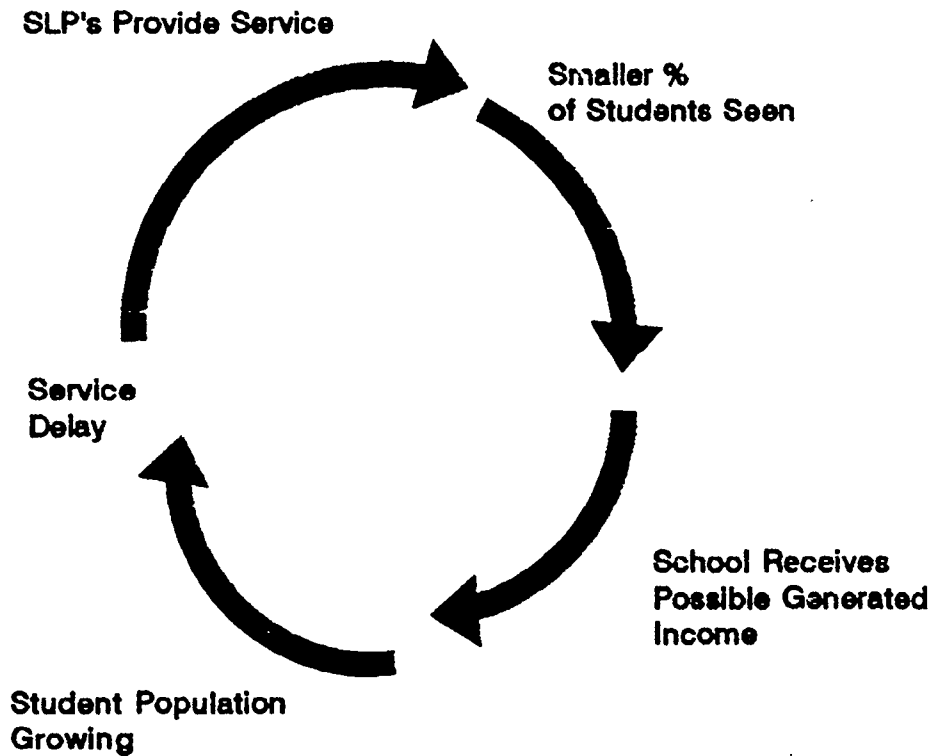 SLP's Provide Service
Smaller %
of Students Seen
Service
Delay
School Receives
Possible Generated
Income
Student Population
Growing